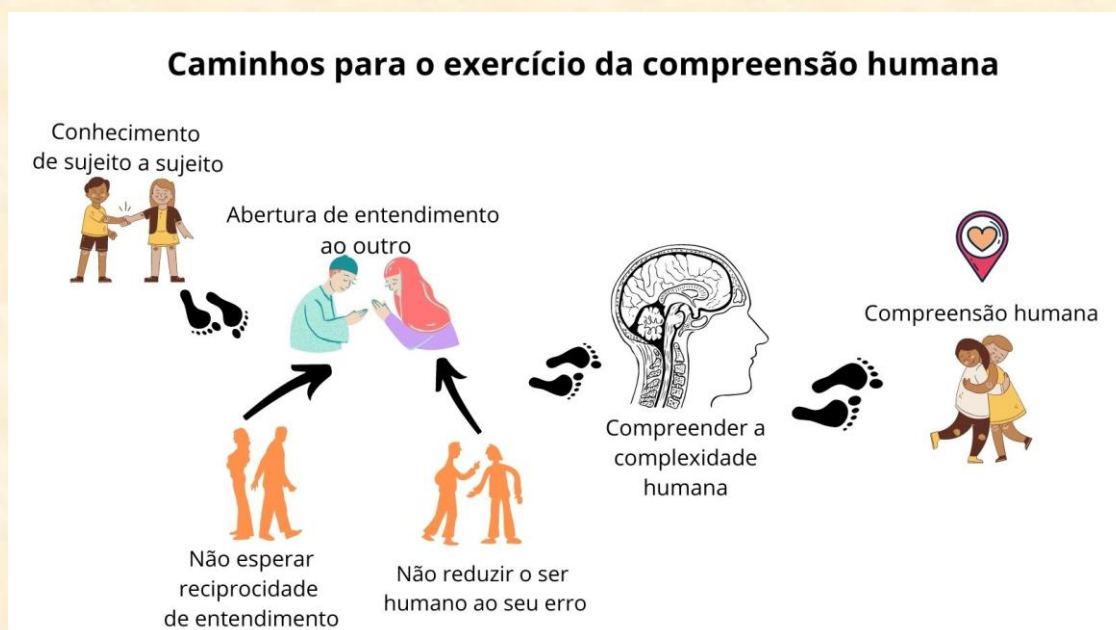 Caminhos para o exercício da compreensão humana
Conhecimento
de sujeito a sujeito
Abertura de entendimento
ao outro
Não esperar
reciprocidade
de entendimento
Não reduzir o ser
humano ao seu erro
Compreender a
complexidade
humana
Compreensão humana